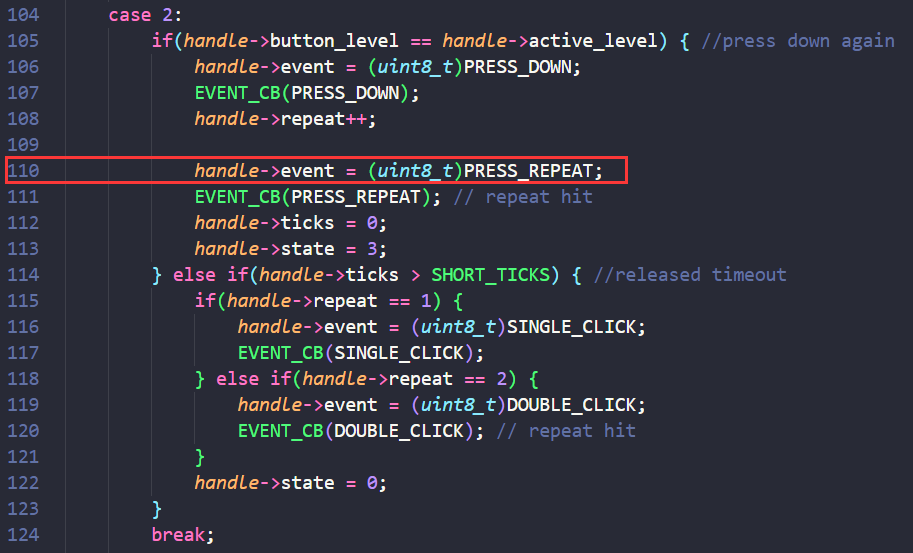 104 case 2:
105 if(handle->button_level == handle->active_level) { //press down again
106 handle->event = (uint8_t)PRESS_DOWN;
107 EVENT_CB(PRESS_DOWN);
108 handle->repeat++;
109
110 handle->event = (uint8_t)PRESS_REPEAT;
111 EVENT_CB(PRESS_REPEAT); // repeat hit
112 handle->ticks = 0;
113 handle->state = 3;
114 } else if(handle->ticks > SHORT_TICKS) { //released timeout
115 if(handle->repeat == 1) {
116 handle->event = (uint8_t)SINGLE_CLICK;
117 EVENT_CB(SINGLE_CLICK);
118 } else if(handle->repeat == 2) {
119 handle->event = (uint8_t)DOUBLE_CLICK;
120 EVENT_CB(DOUBLE_CLICK); // repeat hit
121 }
122 handle->state = 0;
123 }
124 break;